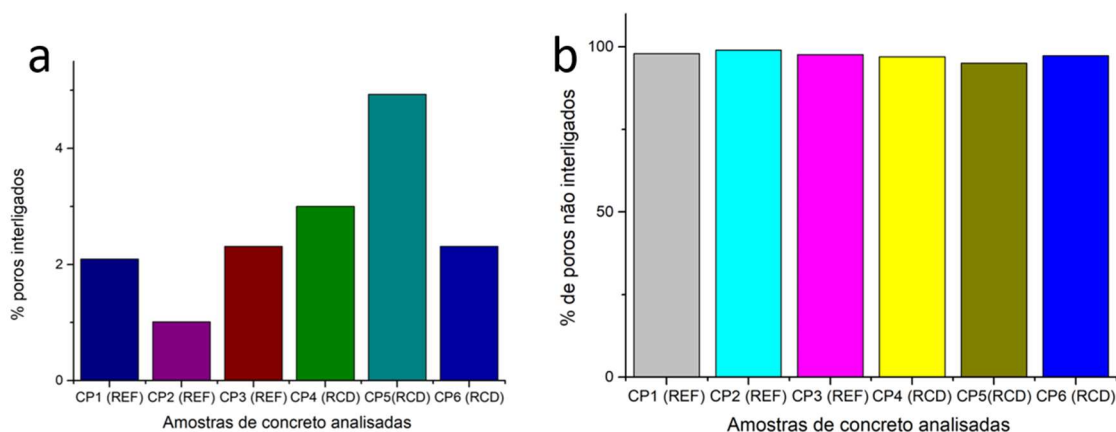 a
% poros interligados
4
2
0
CP1 (REF) CP2 (REF) CP3 (REF) CP4 (RCD) CP5(RCD) CP6 (RCD)
Amostras de concreto analisadas
b
% de poros não interligados
100
50
0
CP1 (REF) CP2 (REF) CP3 (REF) CP4 (RCD) CP5(RCD) CP6 (RCD)
Amostras de concreto analisadas